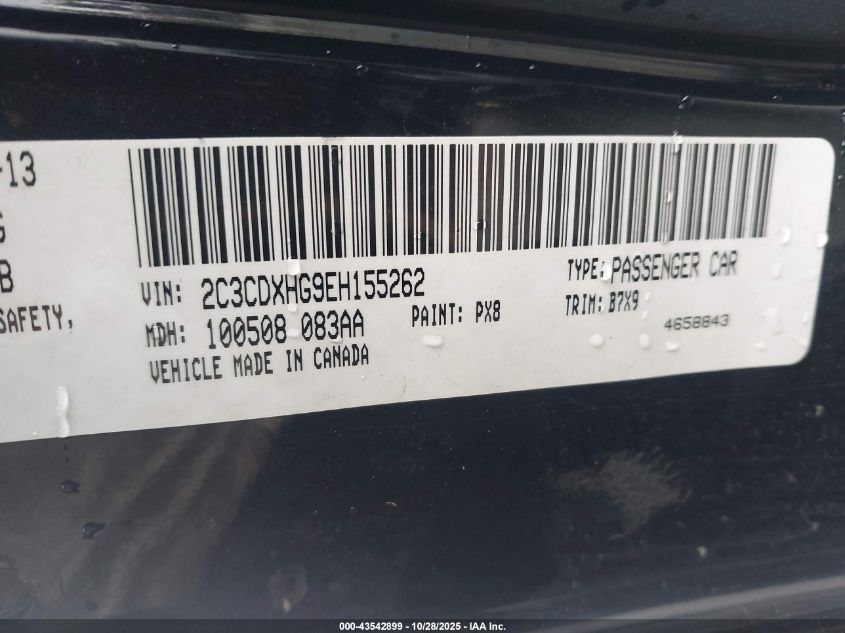 -13
G
B
SAFETY,
VIN: 2C3CDXHG9EH155262
TYPE: PASSENGER CAR
MDH: 100508 083AA
PAINT: PX8
TRIM: B7X9
VEHICLE MADE IN CANADA
4658843
000-43542899 - 10/28/2025 - IAA Inc.